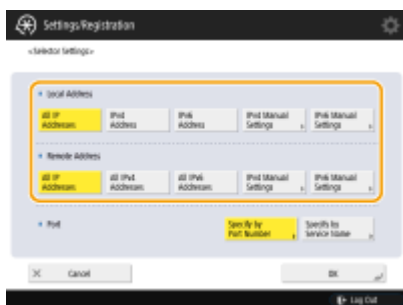 Settings/Registration
<Selector Settings>
Local Address
All IP Addresses
IPv4 Address
IPv6 Address
IPv4 Manual Settings
IPv6 Manual Settings
Remote Address
All IP Addresses
All IPv4 Addresses
All IPv6 Addresses
IPv4 Manual Settings
IPv6 Manual Settings
Port
Specify by Port Number
Specify by Service Name
Cancel
OK
Log Out